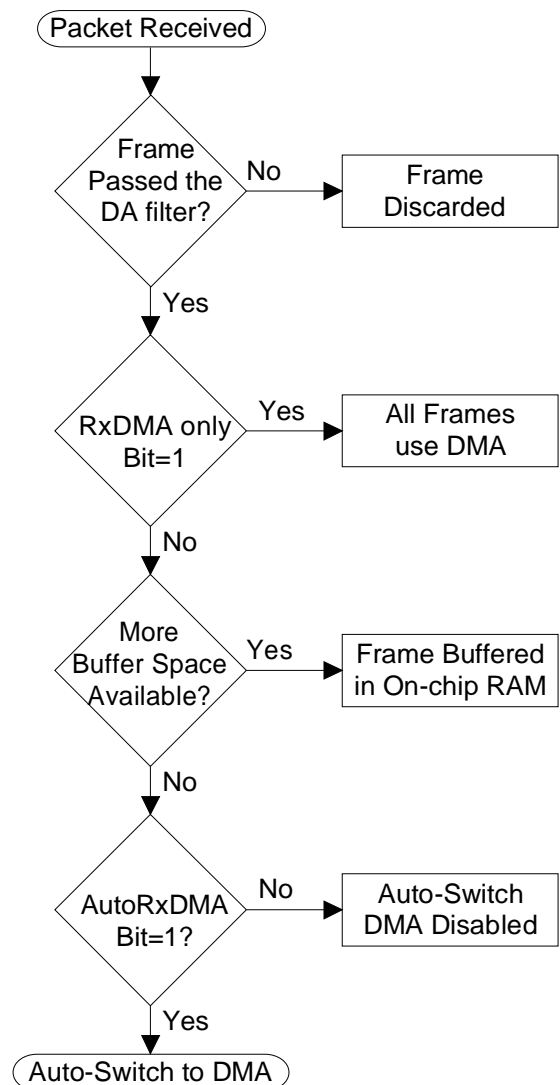 Packet Received
Frame
Passed the
DA filter?
No
Frame
Discarded
Yes
RxDMA only
Bit=1
Yes
All Frames
use DMA
No
More
Buffer Space
Available?
Yes
Frame Buffered
in On-chip RAM
No
AutoRxDMA
Bit=1?
No
Auto-Switch
DMA Disabled
Yes
Auto-Switch to DMA